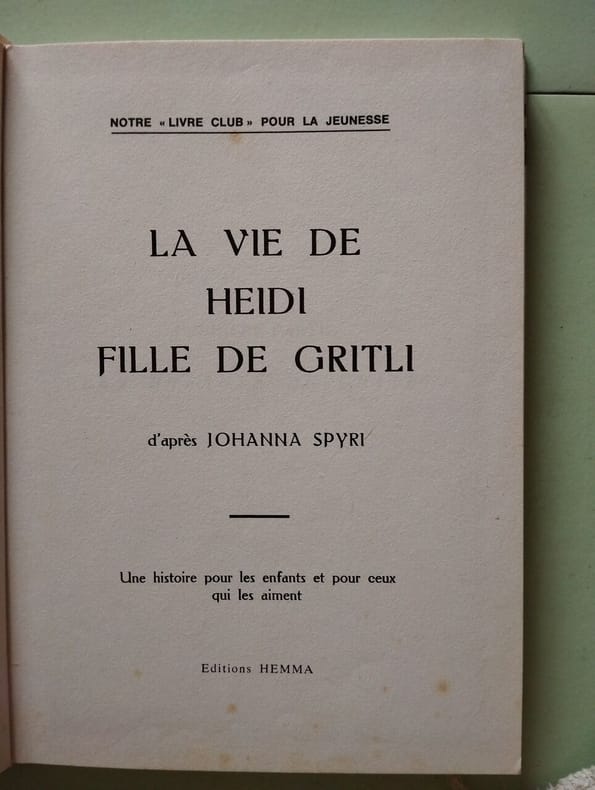 NOTRE « LIVRE CLUB » POUR LA JEUNESSE
LA VIE DE
HEIDI
FILLE DE GRITLI
d'après JOHANNA SPYRI
Une histoire pour les enfants et pour ceux
qui les aiment
Editions HEMMA